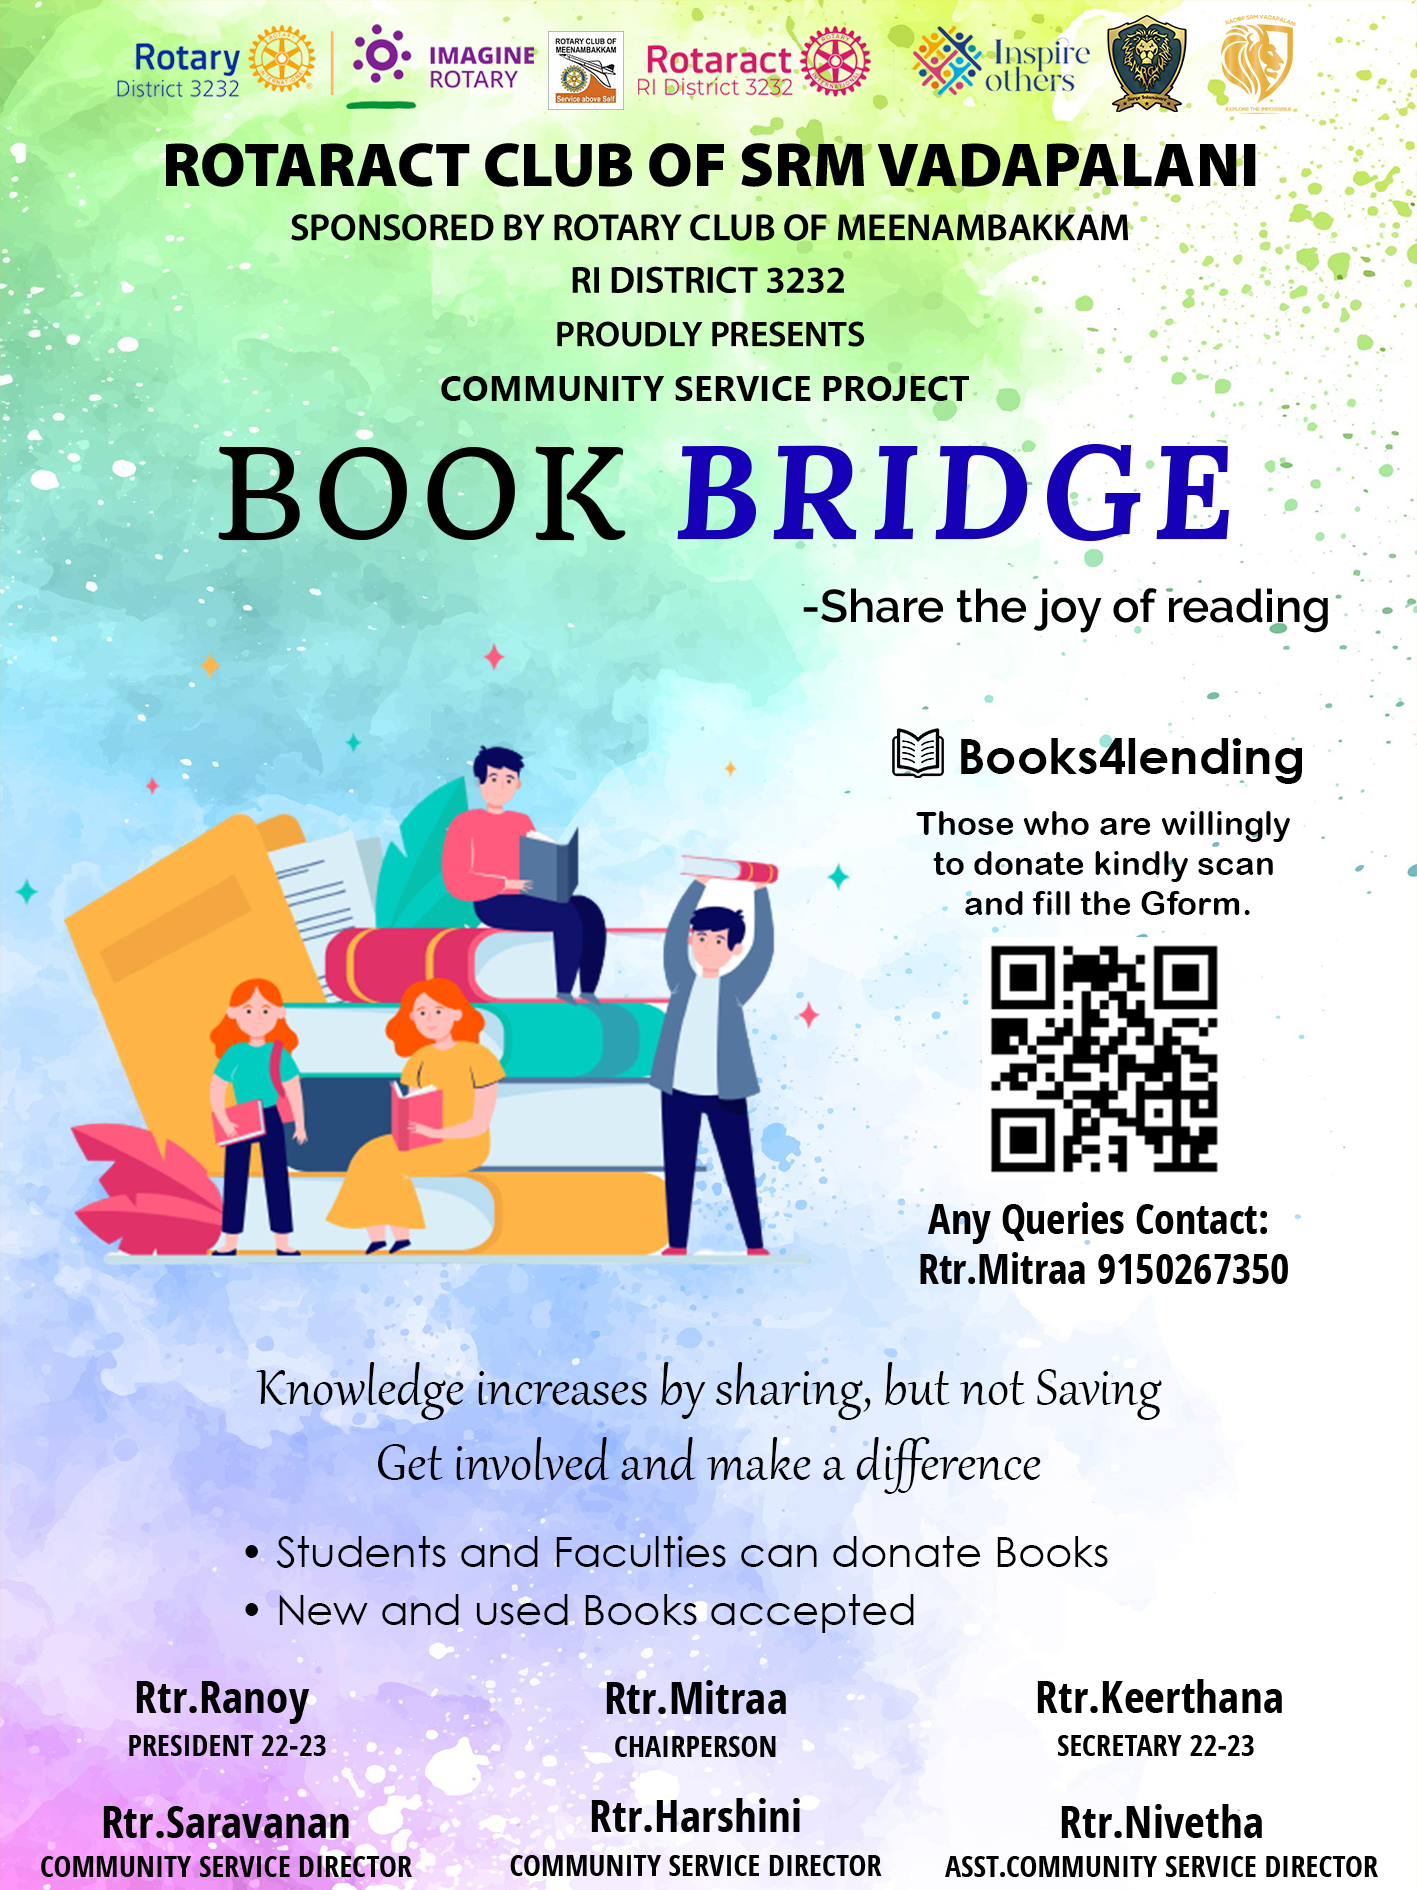 Rotary
District 3232
IMAGINE
ROTARY
ROTARY CLUB OF
MEENAMBAKKAM
Service above Self
Rotaract
RI District 3232
Inspire
others
RACOF SRM VADAPALANI
EXPLORE THE IMPOSSIBLE
ROTARACT CLUB OF SRM VADAPALANI
SPONSORED BY ROTARY CLUB OF MEENAMBAKKAM
RI DISTRICT 3232
PROUDLY PRESENTS
COMMUNITY SERVICE PROJECT
BOOK BRIDGE
-Share the joy of reading
Books4lending
Those who are willingly
to donate kindly scan
and fill the Gform.
Any Queries Contact:
Rtr.Mitraa 9150267350
Knowledge increases by sharing, but not Saving
Get involved and make a difference
• Students and Faculties can donate Books
• New and used Books accepted
Rtr.Ranoy
PRESIDENT 22-23
Rtr.Mitraa
CHAIRPERSON
Rtr.Keerthana
SECRETARY 22-23
Rtr.Saravanan
COMMUNITY SERVICE DIRECTOR
Rtr.Harshini
COMMUNITY SERVICE DIRECTOR
Rtr.Nivetha
ASST.COMMUNITY SERVICE DIRECTOR